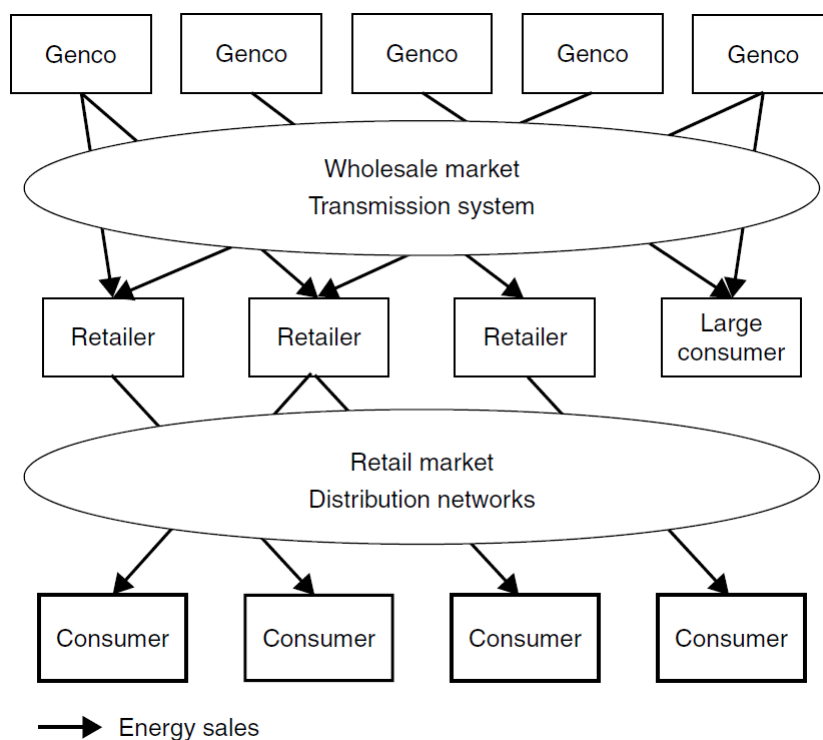 Genco
Genco
Genco
Genco
Genco
Wholesale market
Transmission system
Retailer
Retailer
Retailer
Large
consumer
Retail market
Distribution networks
Consumer
Consumer
Consumer
Consumer
Energy sales